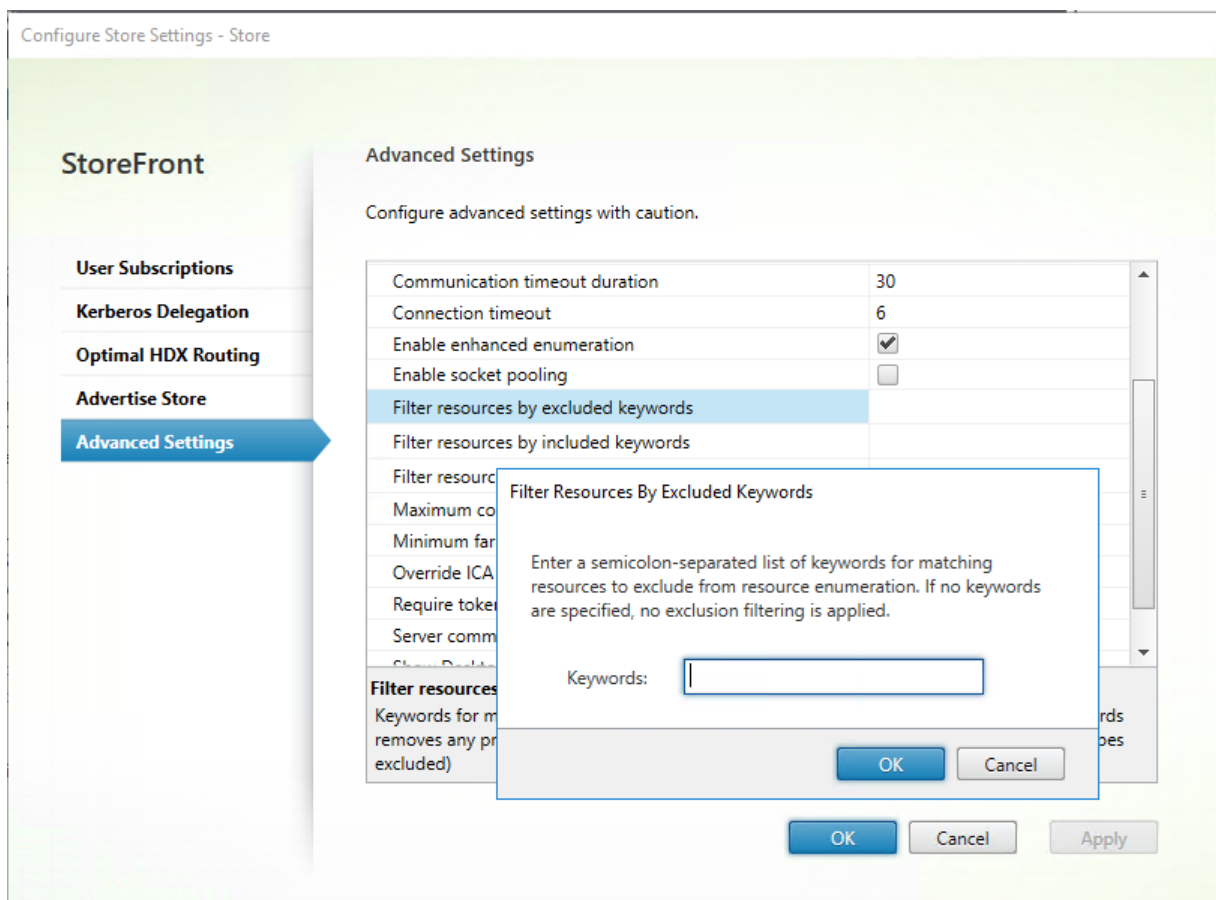 Configure Store Settings - Store
StoreFront
User Subscriptions
Kerberos Delegation
Optimal HDX Routing
Advertise Store
Advanced Settings
Advanced Settings
Configure advanced settings with caution.
Communication timeout duration 30
Connection timeout 6
Enable enhanced enumeration
Enable socket pooling
Filter resources by excluded keywords
Filter resources by included keywords
Filter resourc
Maximum co
Minimum far
Override ICA
Require toker
Server comm
Filter resources
Keywords for m rds
removes any pr pes
excluded)
Filter Resources By Excluded Keywords
Enter a semicolon-separated list of keywords for matching
resources to exclude from resource enumeration. If no keywords
are specified, no exclusion filtering is applied.
Keywords:
OK Cancel
OK Cancel Apply